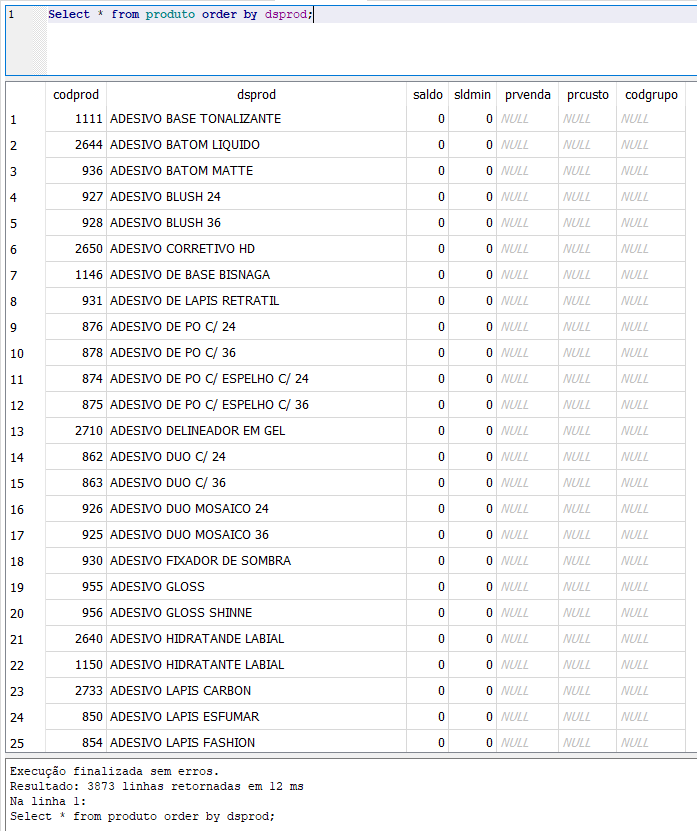 1 Select * from produto order by dsprod;
codprod dsprod saldo sldmin prvenda prcusto codgrupo
1 1111 ADESIVO BASE TONALIZANTE 0 0 NULL NULL NULL
2 2644 ADESIVO BATOM LIQUIDO 0 0 NULL NULL NULL
3 936 ADESIVO BATOM MATTE 0 0 NULL NULL NULL
4 927 ADESIVO BLUSH 24 0 0 NULL NULL NULL
5 928 ADESIVO BLUSH 36 0 0 NULL NULL NULL
6 2650 ADESIVO CORRETIVO HD 0 0 NULL NULL NULL
7 1146 ADESIVO DE BASE BISNAGA 0 0 NULL NULL NULL
8 931 ADESIVO DE LAPIS RETRATIL 0 0 NULL NULL NULL
9 876 ADESIVO DE PO C/ 24 0 0 NULL NULL NULL
10 878 ADESIVO DE PO C/ 36 0 0 NULL NULL NULL
11 874 ADESIVO DE PO C/ ESPELHO C/ 24 0 0 NULL NULL NULL
12 875 ADESIVO DE PO C/ ESPELHO C/ 36 0 0 NULL NULL NULL
13 2710 ADESIVO DELINEADOR EM GEL 0 0 NULL NULL NULL
14 862 ADESIVO DUO C/ 24 0 0 NULL NULL NULL
15 863 ADESIVO DUO C/ 36 0 0 NULL NULL NULL
16 926 ADESIVO DUO MOSAICO 24 0 0 NULL NULL NULL
17 925 ADESIVO DUO MOSAICO 36 0 0 NULL NULL NULL
18 930 ADESIVO FIXADOR DE SOMBRA 0 0 NULL NULL NULL
19 955 ADESIVO GLOSS 0 0 NULL NULL NULL
20 956 ADESIVO GLOSS SHINNE 0 0 NULL NULL NULL
21 2640 ADESIVO HIDRATANDE LABIAL 0 0 NULL NULL NULL
22 1150 ADESIVO HIDRATANTE LABIAL 0 0 NULL NULL NULL
23 2733 ADESIVO LAPIS CARBON 0 0 NULL NULL NULL
24 850 ADESIVO LAPIS ESFUMAR 0 0 NULL NULL NULL
25 854 ADESIVO LAPIS FASHION 0 0 NULL NULL NULL
Execução finalizada sem erros.
Resultado: 3873 linhas retornadas em 12 ms
Na linha 1:
Select * from produto order by dsprod;